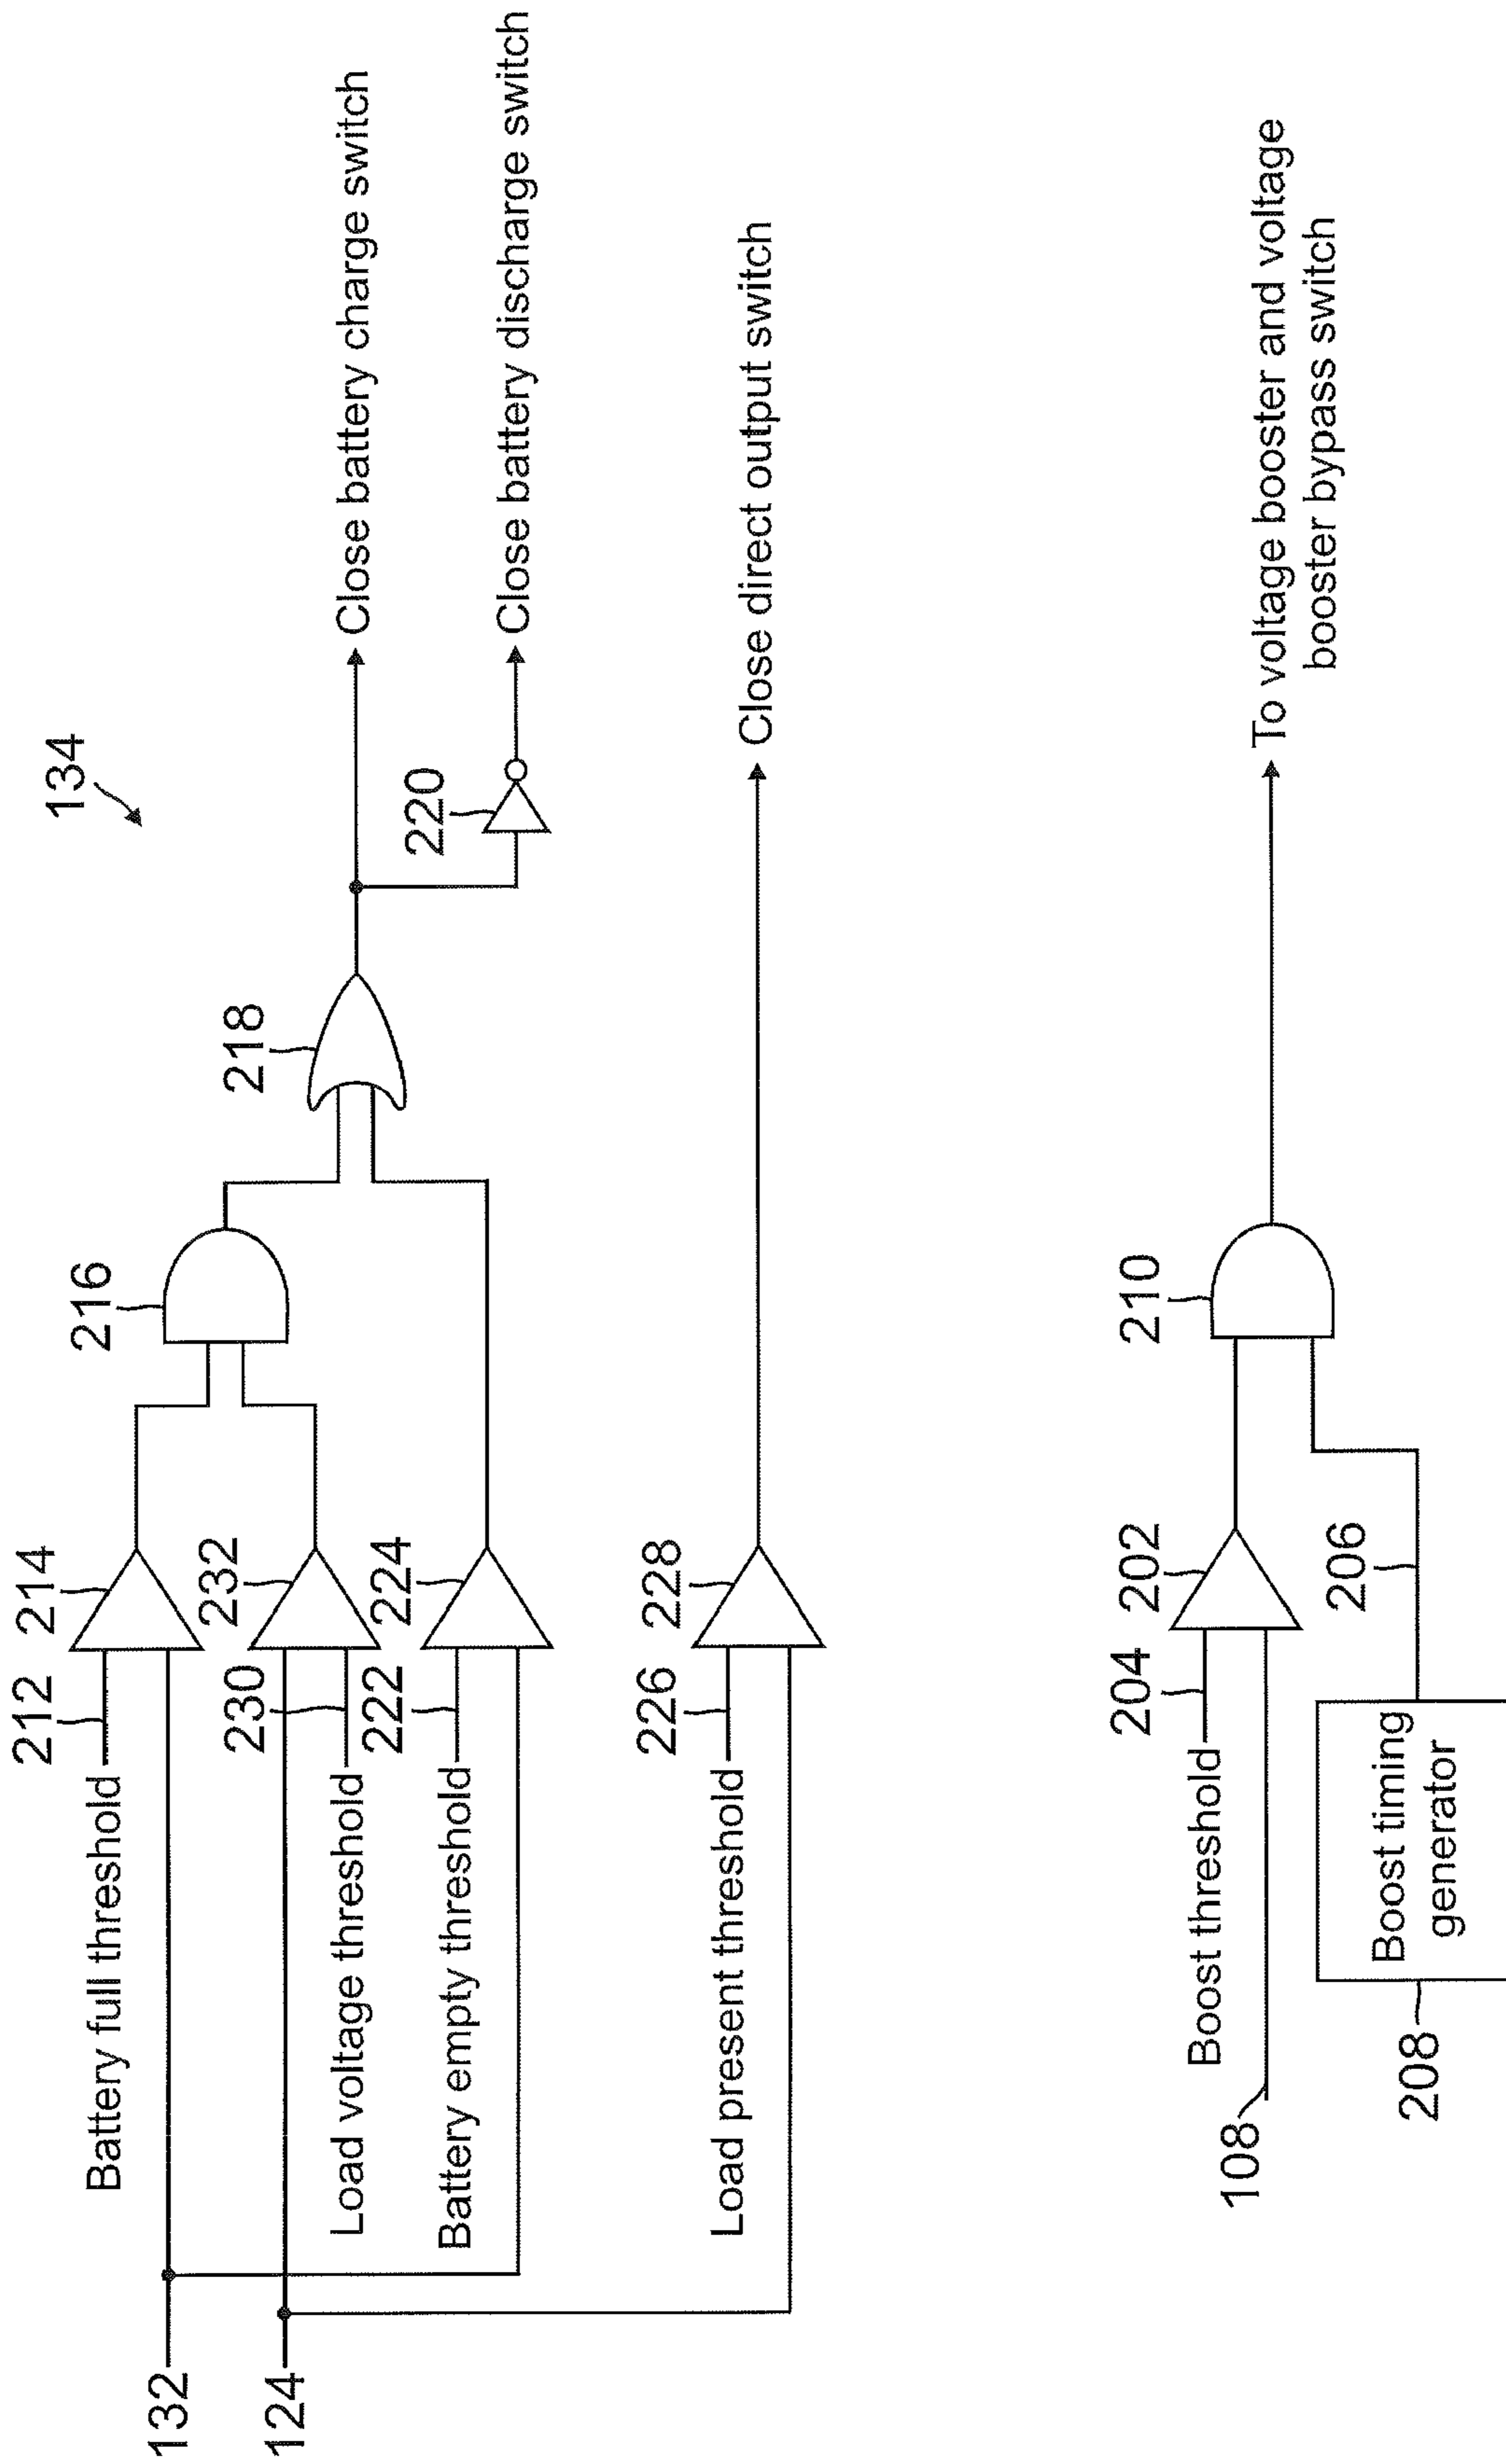 134
212
214
Battery full threshold
216
218
Close battery charge switch
132
230
232
Load voltage threshold
220
Close battery discharge switch
124
222
224
Battery empty threshold
226
228
Load present threshold
Close direct output switch
204
202
210
Boost threshold
To voltage booster and voltage
booster bypass switch
108
206
Boost timing
generator
208